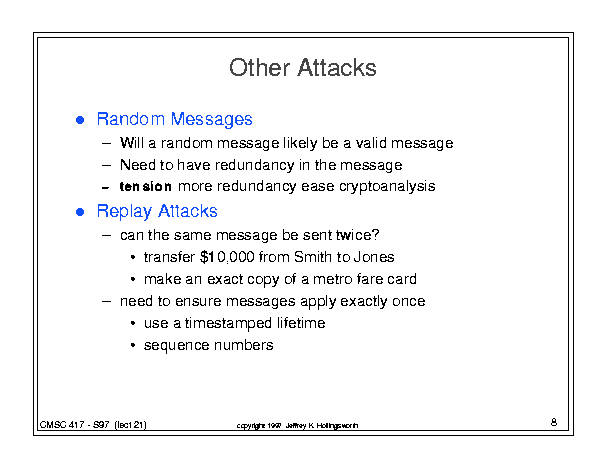 Other Attacks
● Random Messages
– Will a random message likely be a valid message
– Need to have redundancy in the message
– tension more redundancy ease cryptoanalysis
● Replay Attacks
– can the same message be sent twice?
• transfer $10,000 from Smith to Jones
• make an exact copy of a metro fare card
– need to ensure messages apply exactly once
• use a timestamped lifetime
• sequence numbers
CMSC 417 - S97 (lect 21) copyright 1997 Jeffrey K. Hollingsworth 8